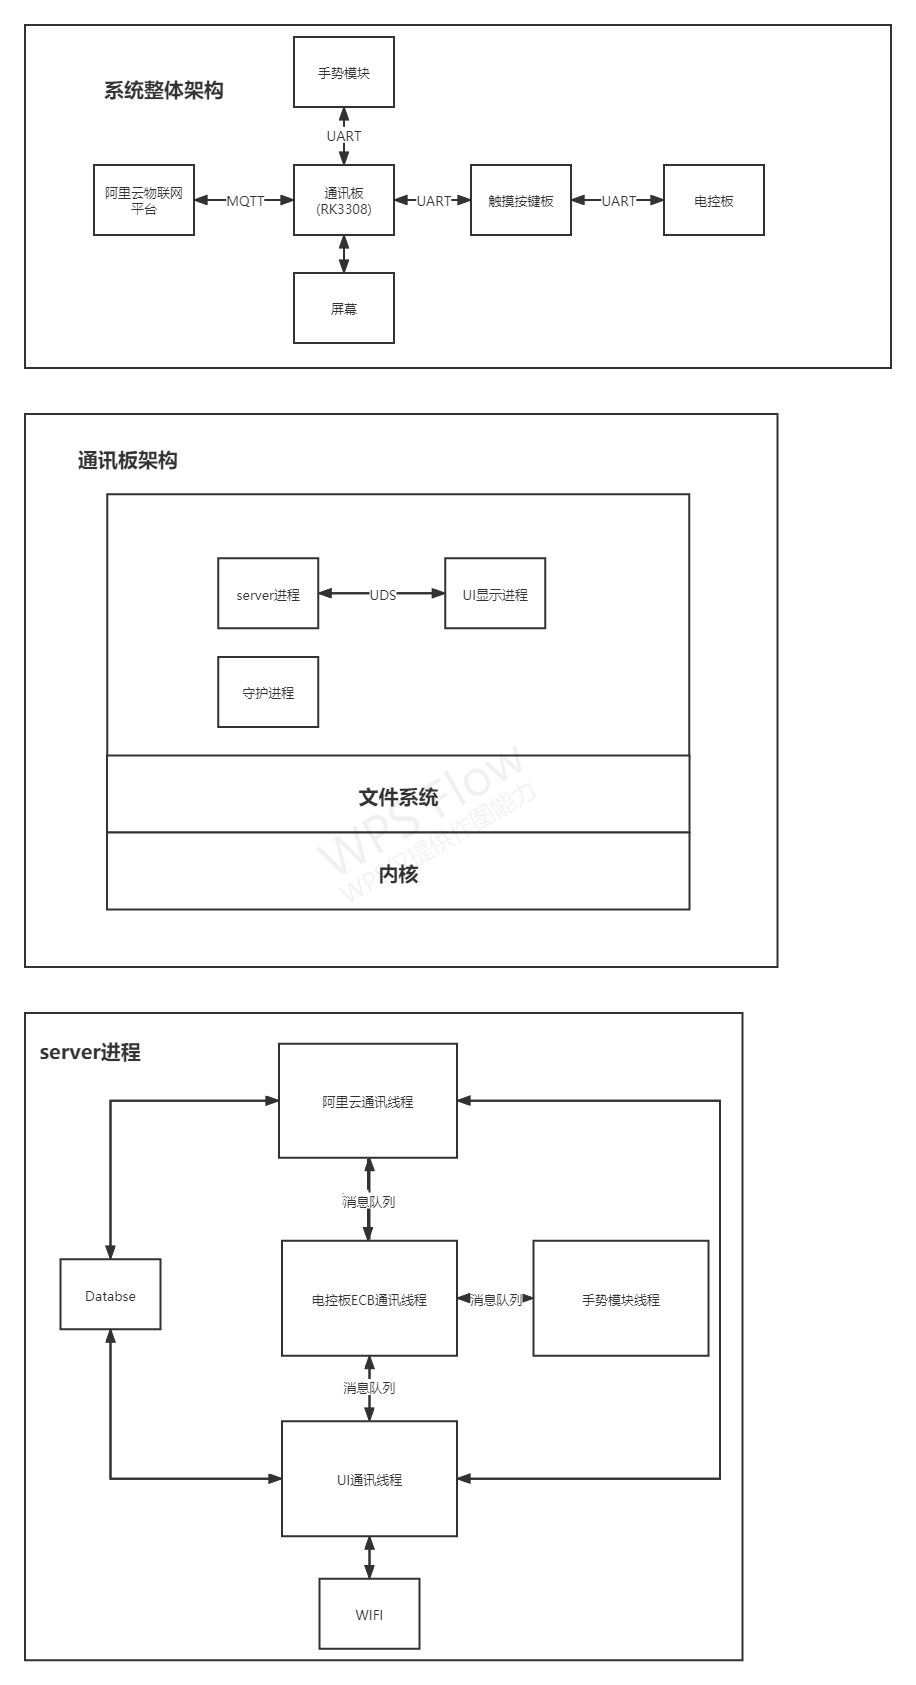 系统整体架构
手势模块
UART
阿里云物联网
平台
MQTT
通讯板
(RK3308)
UART
触摸按键板
UART
电控板
屏幕
通讯板架构
server进程
UDS
UI显示进程
守护进程
文件系统
内核
WPS Flow
WPS仅提供作图能力
server进程
阿里云通讯线程
消息队列
Databse
电控板ECB通讯线程
消息队列
手势模块线程
消息队列
UI通讯线程
WIFI